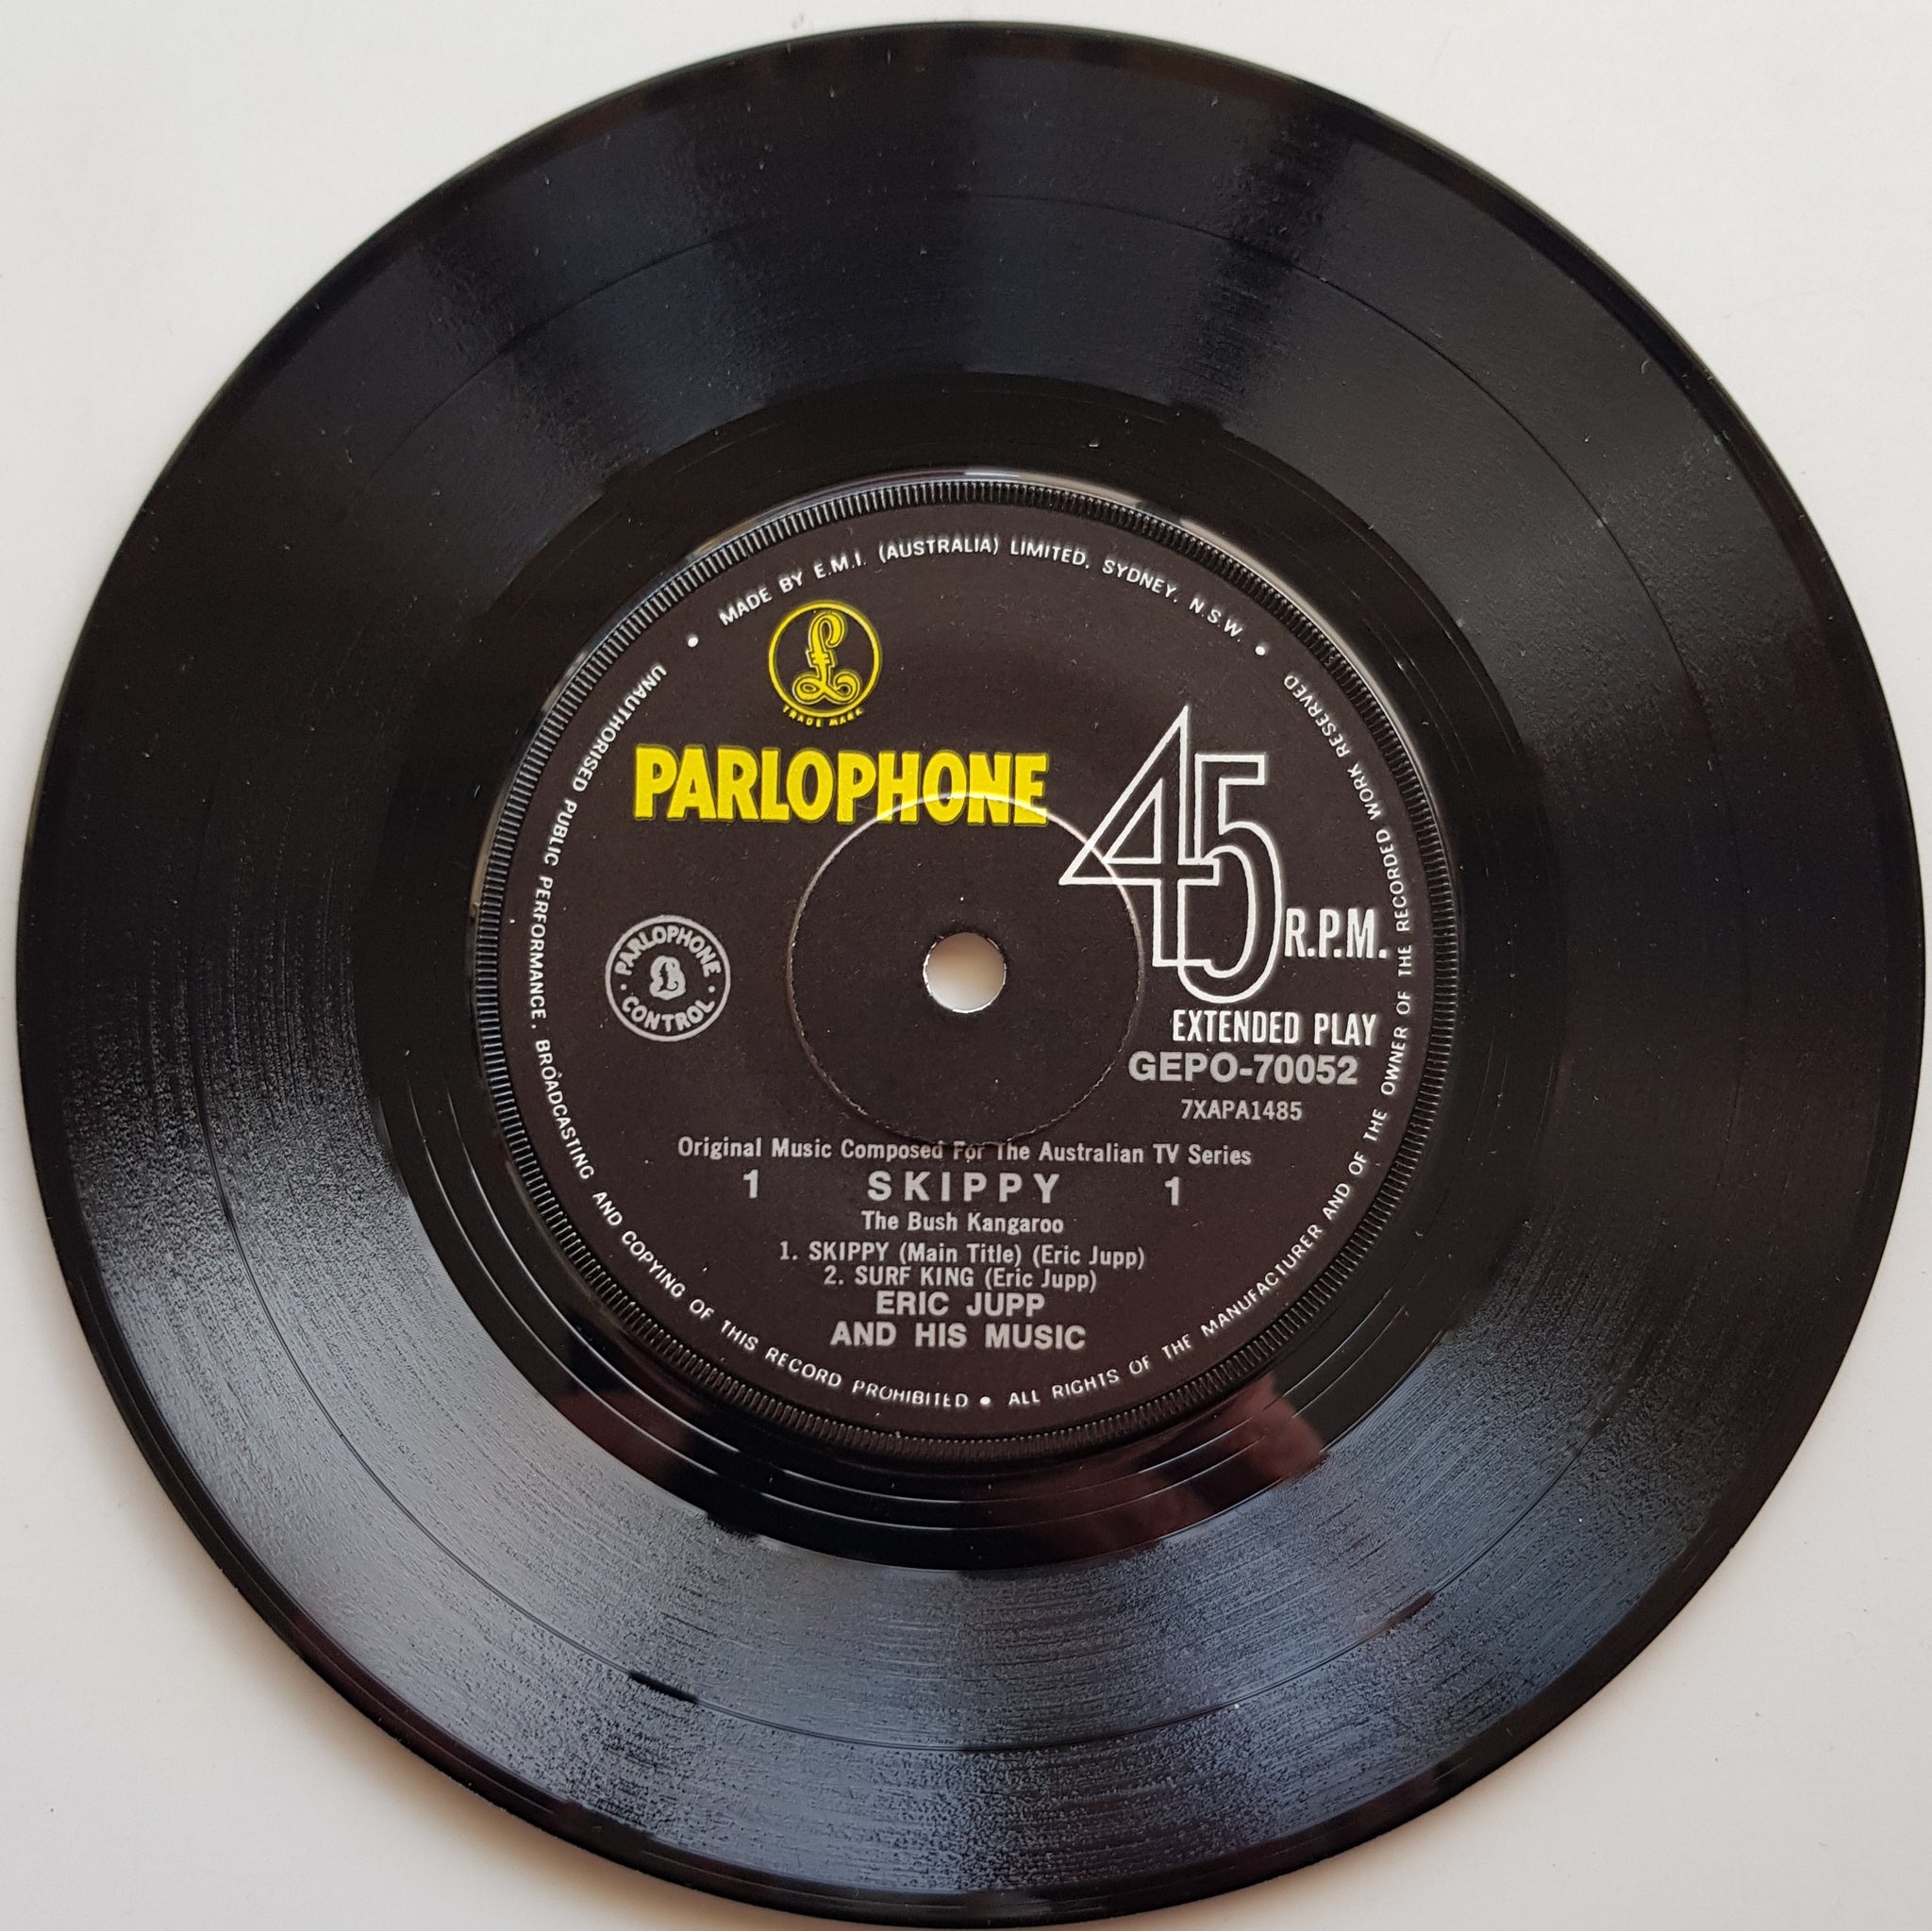 MADE BY E.M.I. (AUSTRALIA) LIMITED. SYDNEY. N.S.W. •
£
TRADE MARK
PARLOPHONE
45 R.P.M.
PARLOPHONE
£
· CONTROL ·
EXTENDED PLAY
GEPO-70052
7XAPA1485
Original Music Composed For The Australian TV Series
1 SKIPPY 1
The Bush Kangaroo
1. SKIPPY (Main Title) (Eric Jupp)
2. SURF KING (Eric Jupp)
ERIC JUPP
AND HIS MUSIC
• UNAUTHORISED PUBLIC PERFORMANCE. BROADCASTING AND COPYING OF THIS RECORD PROHIBITED • ALL RIGHTS OF THE MANUFACTURER AND OF THE OWNER OF THE RECORDED WORK RESERVED